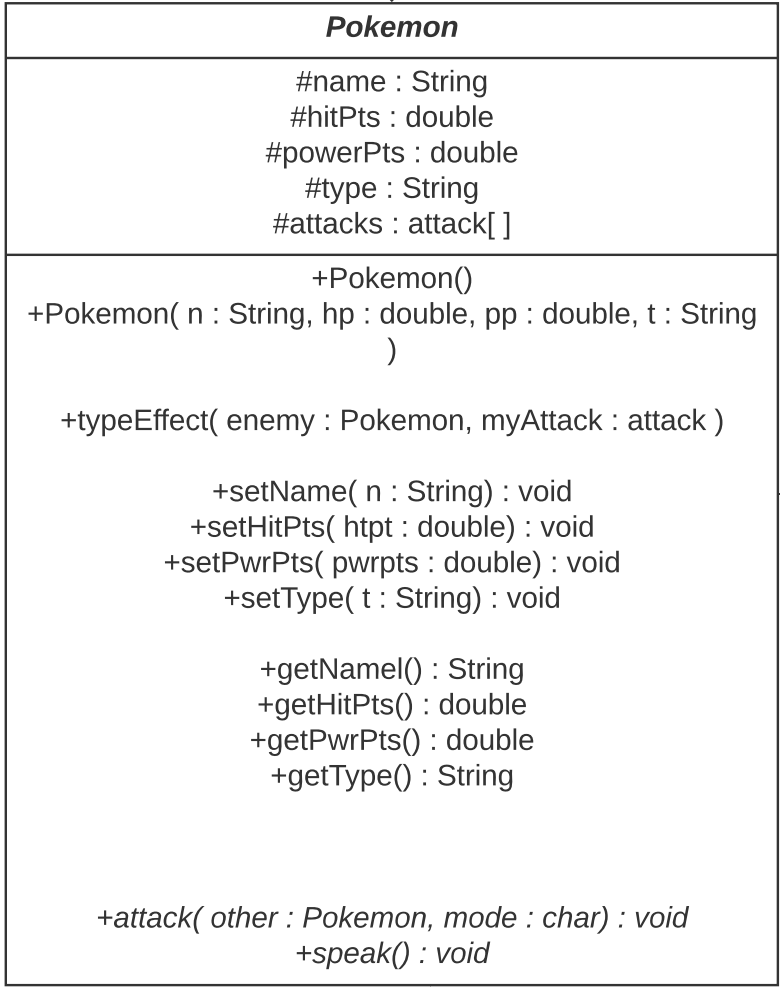 Pokemon
#name : String
#hitPts : double
#powerPts : double
#type : String
#attacks : attack[ ]
+Pokemon()
+Pokemon( n : String, hp : double, pp : double, t : String
)
+typeEffect( enemy : Pokemon, myAttack : attack )
+setName( n : String) : void
+setHitPts( htpt : double) : void
+setPwrPts( pwrpts : double) : void
+setType( t : String) : void
+getNamel() : String
+getHitPts() : double
+getPwrPts() : double
+getType() : String
+attack( other : Pokemon, mode : char) : void
+speak() : void